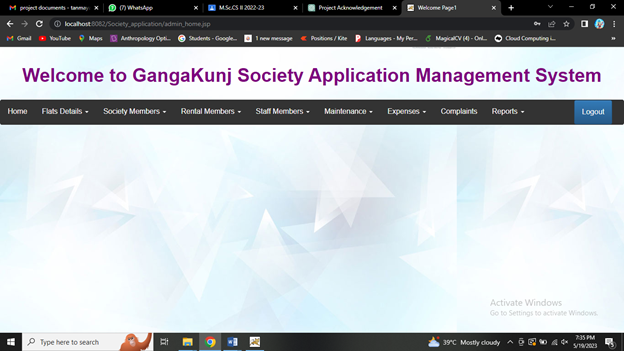 project documents - tanmay
(7) WhatsApp
M.Sc.CS II 2022-23
Project Acknowledgement
Welcome Page1
localhost:8082/Society_application/admin_home.jsp
Gmail
YouTube
Maps
Anthropology Opti...
Students - Google...
1 new message
Positions / Kite
Languages - My Per...
MagicalCV (4) - Onl...
Cloud Computing i...
Welcome to GangaKunj Society Application Management System
Home Flats Details Society Members Rental Members Staff Members Maintenance Expenses Complaints Reports Logout
Activate Windows
Go to Settings to activate Windows.
Type here to search
39°C Mostly cloudy
7:35 PM
5/19/2023